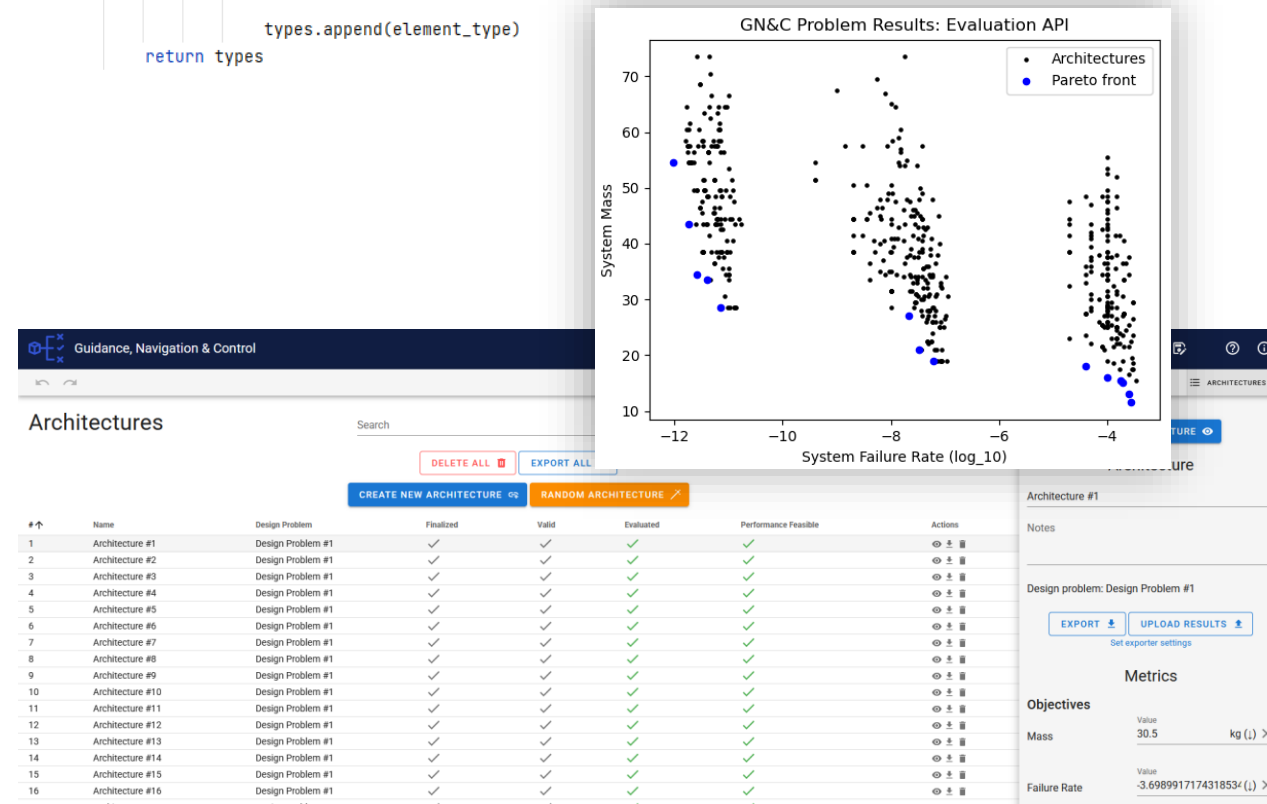 types.append(element_type)
return types
GN&C Problem Results: Evaluation API
Architectures
Pareto front
70
60
50
40
30
20
10
System Mass
−12
−10
−8
−6
−4
System Failure Rate (log_10)
Guidance, Navigation & Control
ARCHITECTURES
Architectures
Search
DELETE ALL
EXPORT ALL
CREATE NEW ARCHITECTURE
RANDOM ARCHITECTURE
# Name Design Problem Finalized Valid Evaluated Performance Feasible Actions
1 Architecture #1 Design Problem #1
2 Architecture #2 Design Problem #1
3 Architecture #3 Design Problem #1
4 Architecture #4 Design Problem #1
5 Architecture #5 Design Problem #1
6 Architecture #6 Design Problem #1
7 Architecture #7 Design Problem #1
8 Architecture #8 Design Problem #1
9 Architecture #9 Design Problem #1
10 Architecture #10 Design Problem #1
11 Architecture #11 Design Problem #1
12 Architecture #12 Design Problem #1
13 Architecture #13 Design Problem #1
14 Architecture #14 Design Problem #1
15 Architecture #15 Design Problem #1
16 Architecture #16 Design Problem #1
Architecture #1
Notes
Design problem: Design Problem #1
EXPORT
UPLOAD RESULTS
Set exporter settings
Metrics
Objectives
Value
Mass 30.5 kg (↓)
Value
Failure Rate -3.698991717431853 (↓)